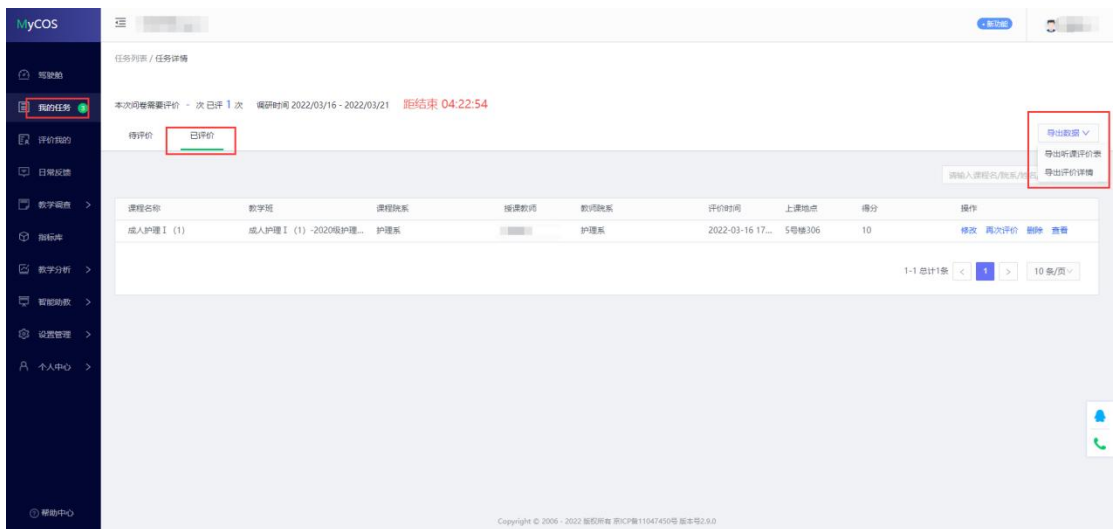 MyCOS
• 新功能
任务列表 / 任务详情
驾驶舱
我的任务 3
本次问卷需要评价 - 次 已评 1 次 调研时间 2022/03/16 - 2022/03/21 距结束 04:22:54
评价我的
待评价 已评价 导出数据
导出听课评价表
日常反馈
请输入课程名/院系/ 导出评价详情
教学调查
课程名称 教学班 课程院系 授课教师 教师院系 评价时间 上课地点 得分 操作
指标库
成人护理 I (1) 成人护理 I (1) -2020级护理... 护理系 护理系 2022-03-16 17... 5号楼306 10 修改 再次评价 删除 查看
教学分析
1-1 总计1条 < 1 > 10 条/页
智能助教
设置管理
个人中心
帮助中心
Copyright © 2006 - 2022 版权所有 京ICP备11047450号 版本号2.9.0